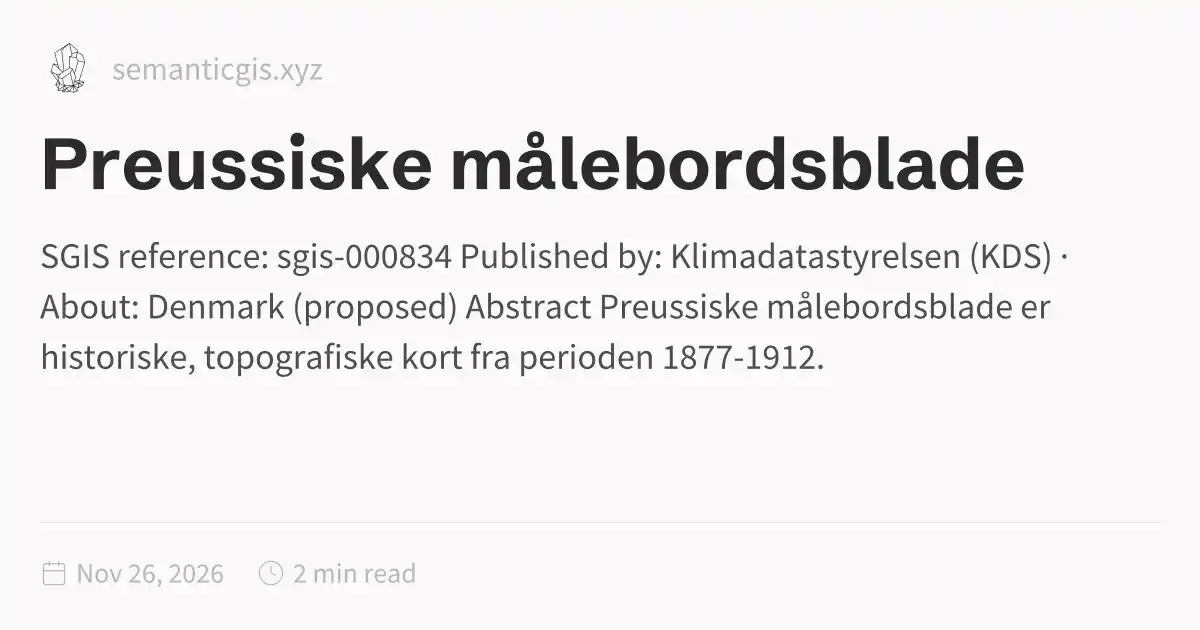 semanticgis.xyz
Preussiske målebordsblade
SGIS reference: sgis-000834 Published by: Klimadatastyrelsen (KDS) ·
About: Denmark (proposed) Abstract Preussiske målebordsblade er
historiske, topografiske kort fra perioden 1877-1912.
Nov 26, 2026 2 min read